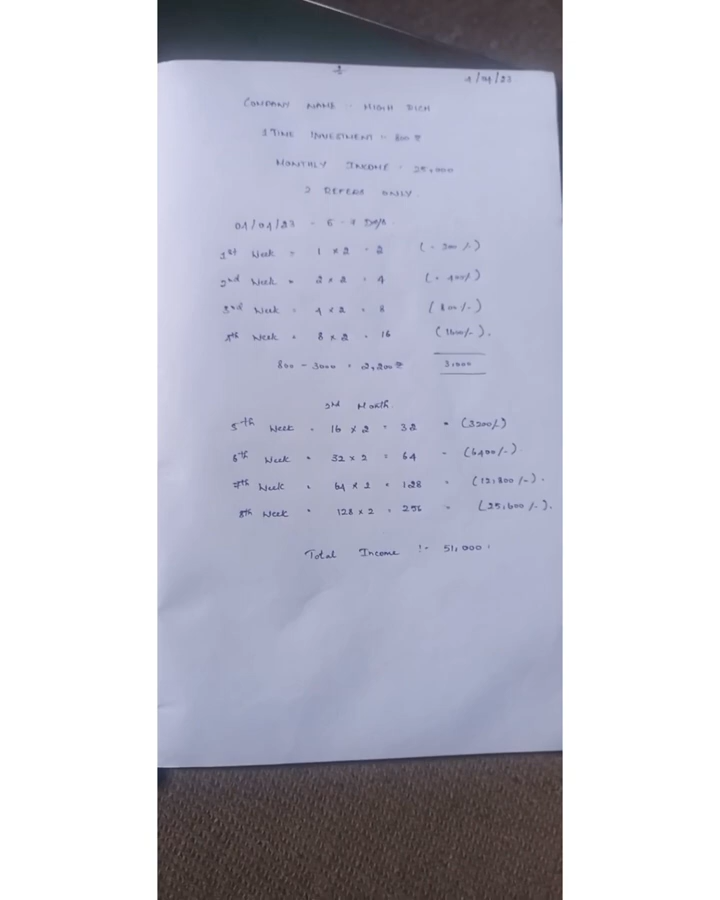 1/01/23
COMPANY NAME - HIGH RICH
1 TIME INVESTMENT :- 800 ₹
MONTHLY INCOME : 25,000
2 REFERS ONLY
01/01/23 - 6 - 7 Days
1st Week = 1 x 2 = 2 (- 200 /-)
2nd Week = 2 x 2 = 4 (- 400/-)
3rd Week = 4 x 2 = 8 (800/-)
4th Week = 8 x 2 = 16 (1600/-).
800 - 3000 = 2,200 ₹ 3,000
2nd Month
5th Week = 16 x 2 = 32 = (3200/-)
6th Week = 32 x 2 = 64 - (6400/-)
7th Week = 64 x 2 = 128 = (12,800/-).
8th Week = 128 x 2 = 256 = (25,600/-).
Total Income :- 51,000